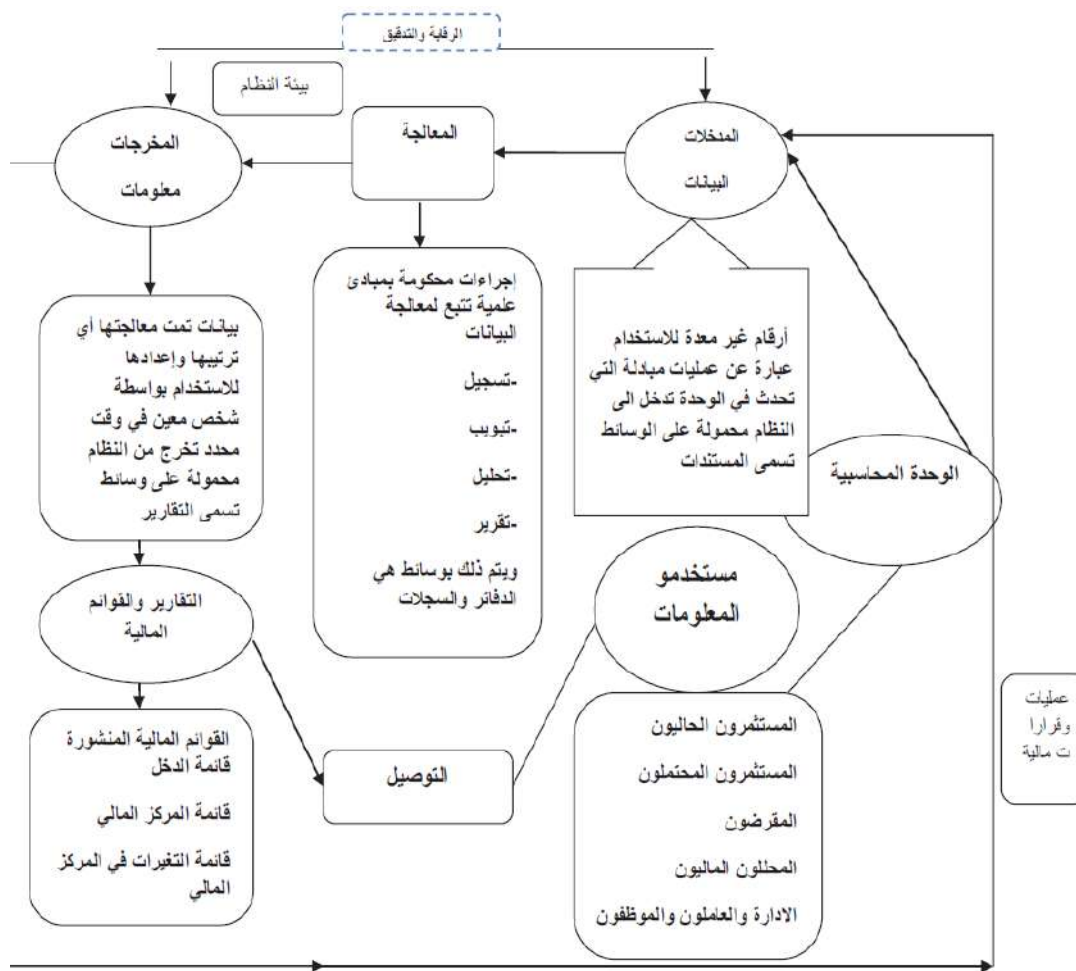 الرقابة والتدقيق
بيئة النظام
المدخلات
البيانات
المعالجة
المخرجات
معلومات
أرقام غير معدة للاستخدام
عبارة عن عمليات مبادلة التي
تحدث في الوحدة تدخل الى
النظام محمولة على الوسائط
تسمى المستندات
إجراءات محكومة بمبادئ
علمية تتبع لمعالجة
البيانات
-تسجيل
-تبويب
-تحليل
-تقرير
ويتم ذلك بوسائط هي
الدفاتر والسجلات
بيانات تمت معالجتها أي
ترتيبها وإعدادها
للاستخدام بواسطة
شخص معين في وقت
محدد تخرج من النظام
محمولة على وسائط
تسمى التقارير
الوحدة المحاسبية
مستخدمو
المعلومات
التقارير والقوائم
المالية
عمليات
وقرارا
ت مالية
المستثمرون الحاليون
المستثمرون المحتملون
المقرضون
المحللون الماليون
الادارة والعاملون والموظفون
التوصيل
القوائم المالية المنشورة
قائمة الدخل
قائمة المركز المالي
قائمة التغيرات في المركز
المالي